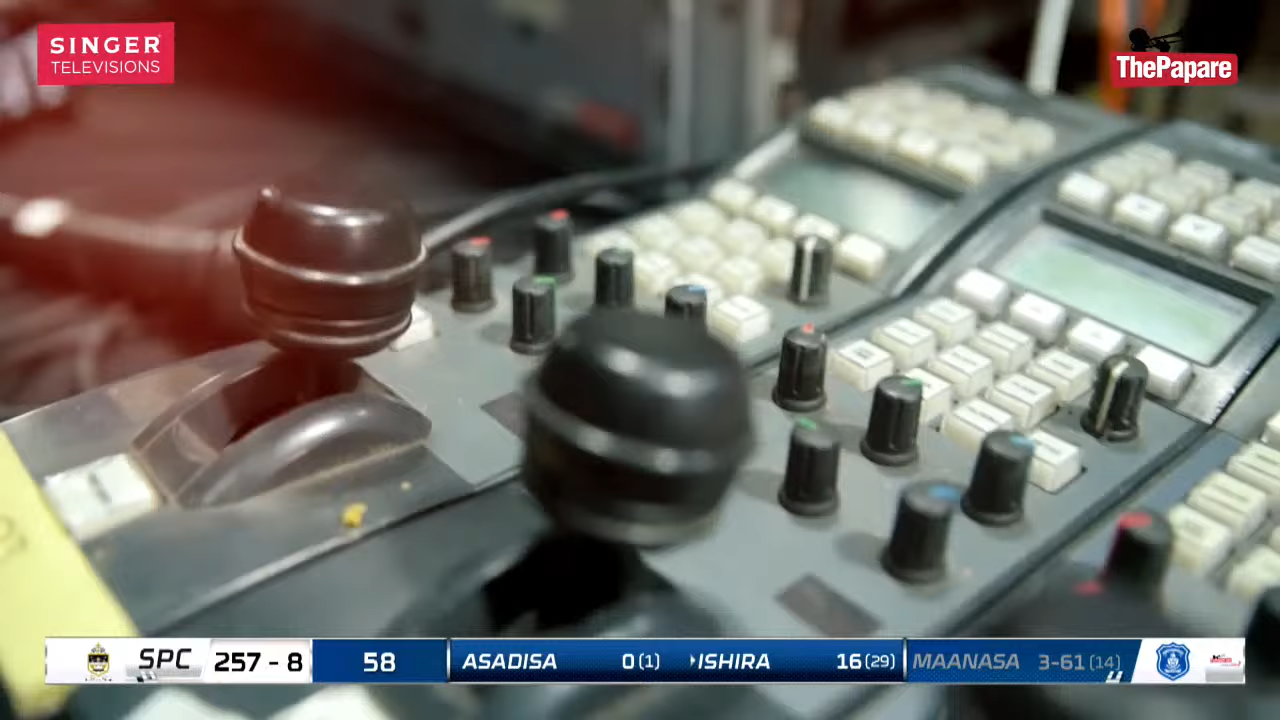 SINGER
TELEVISIONS
ThePapare
SPC 257 - 8 58 ASADISA 0 (1) ISHIRA 16 (29) MAANASA 3-61 (14)